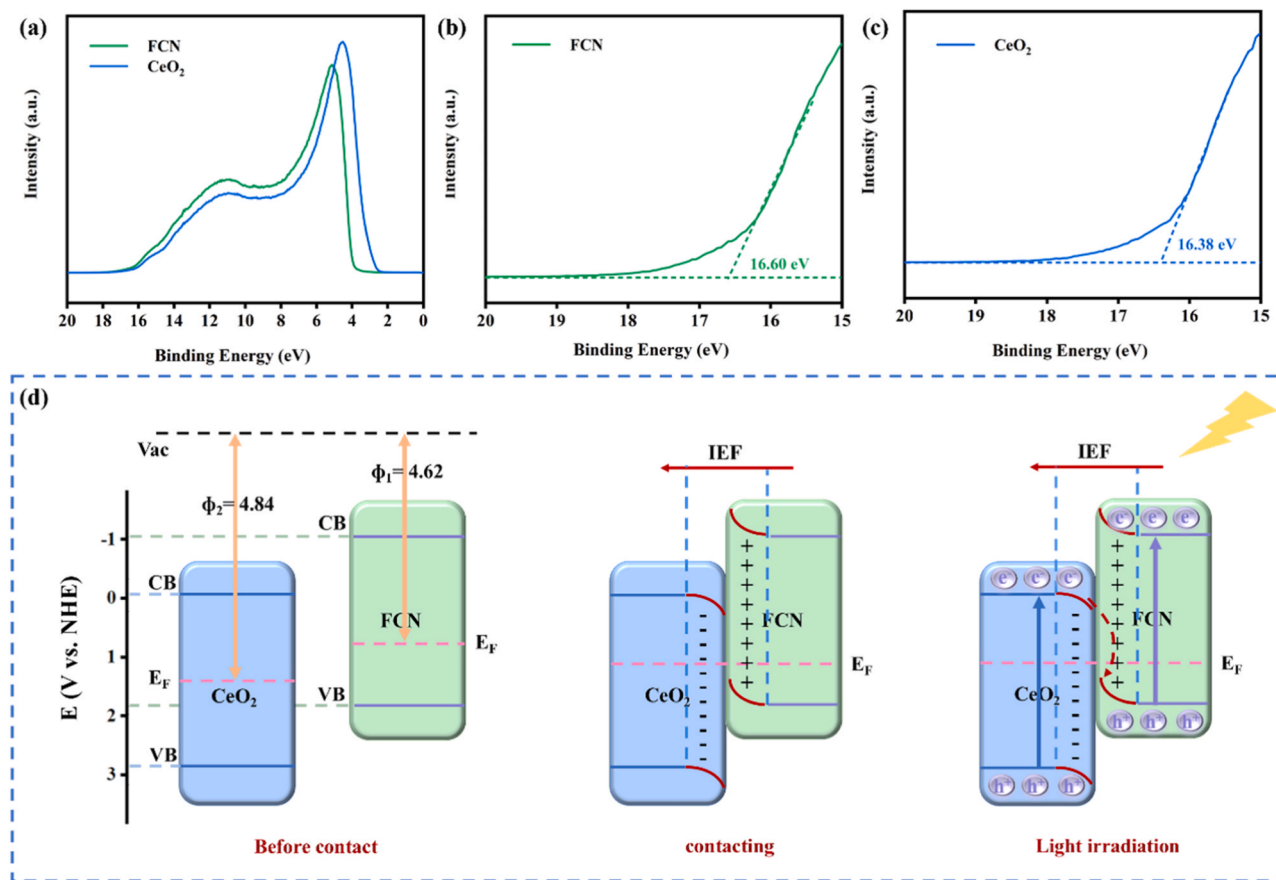 (a)
FCN
CeO₂
Intensity (a.u.)
20 18 16 14 12 10 8 6 4 2 0
Binding Energy (eV)
(b)
FCN
Intensity (a.u.)
16.60 eV
20 19 18 17 16 15
Binding Energy (eV)
(c)
CeO₂
Intensity (a.u.)
16.38 eV
20 19 18 17 16 15
Binding Energy (eV)
(d)
Vac
ϕ₂= 4.84
ϕ₁= 4.62
E (V vs. NHE)
-1
0
1
2
3
CB
CB
FCN
E_F
E_F
CeO₂
VB
VB
Before contact
IEF
+
+
+
+
+
+
+
+
-
-
-
-
-
-
-
-
-
-
-
FCN
E_F
CeO₂
contacting
IEF
e⁻ e⁻ e⁻
e⁻ e⁻ e⁻
+
+
+
+
+
+
+
+
-
-
-
-
-
-
-
-
-
-
-
FCN
E_F
CeO₂
h⁺ h⁺ h⁺
h⁺ h⁺ h⁺
Light irradiation